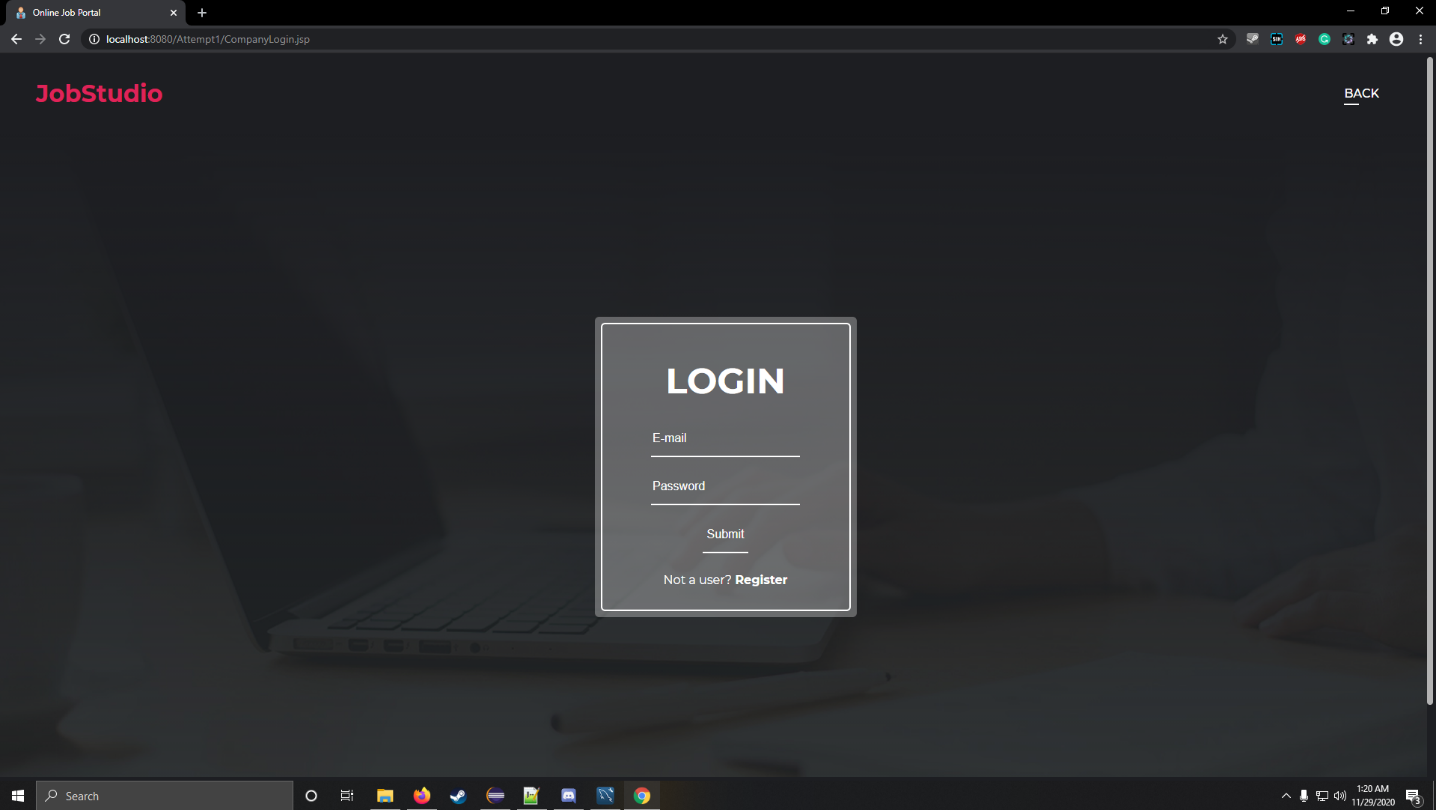 Online Job Portal
localhost:8080/Attempt1/CompanyLogin.jsp
JobStudio
BACK
LOGIN
E-mail
Password
Submit
Not a user? Register
Search
1:20 AM
11/29/2020
3